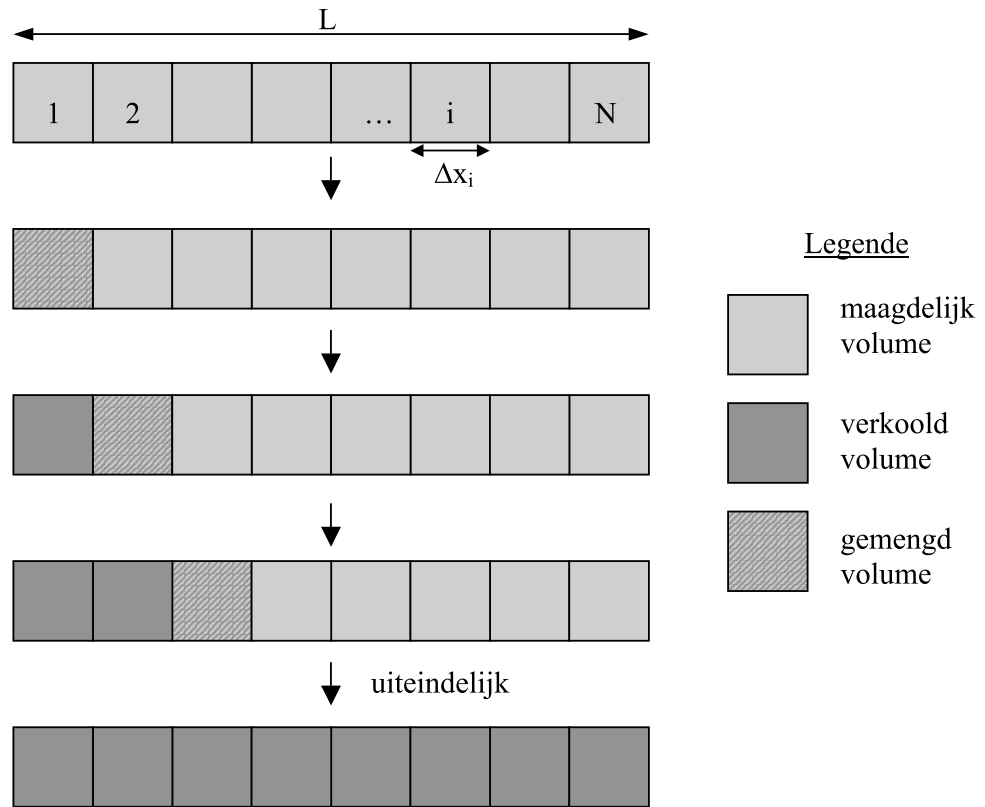 L
1 2 … i N
Δxᵢ
Legende
maagdelijk
volume
verkoold
volume
gemengd
volume
uiteindelijk